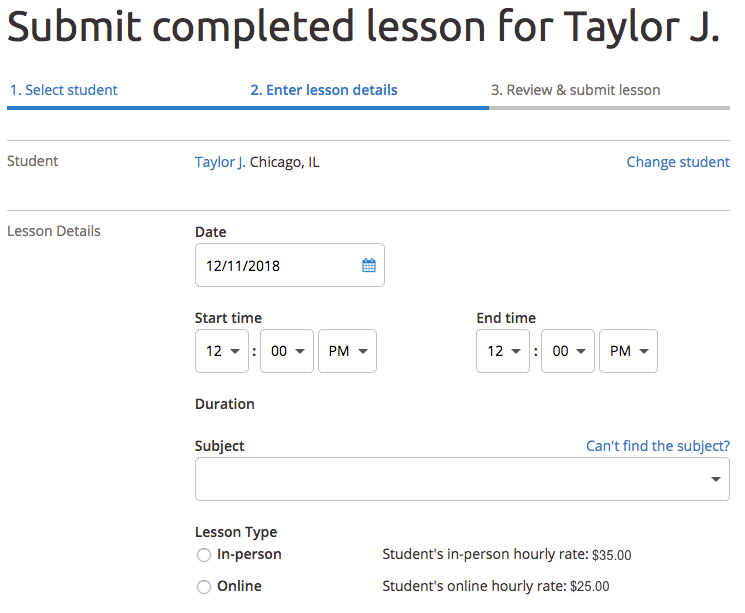 Submit completed lesson for Taylor J.
1. Select student 2. Enter lesson details 3. Review & submit lesson
Student Taylor J. Chicago, IL Change student
Lesson Details Date
12/11/2018
Start time End time
12 : 00 PM 12 : 00 PM
Duration
Subject Can't find the subject?
Lesson Type
In-person Student's in-person hourly rate: $35.00
Online Student's online hourly rate: $25.00